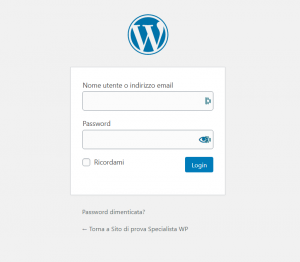 Nome utente o indirizzo email
Password
Ricordami
Login
Password dimenticata?
← Torna a Sito di prova Specialista WP